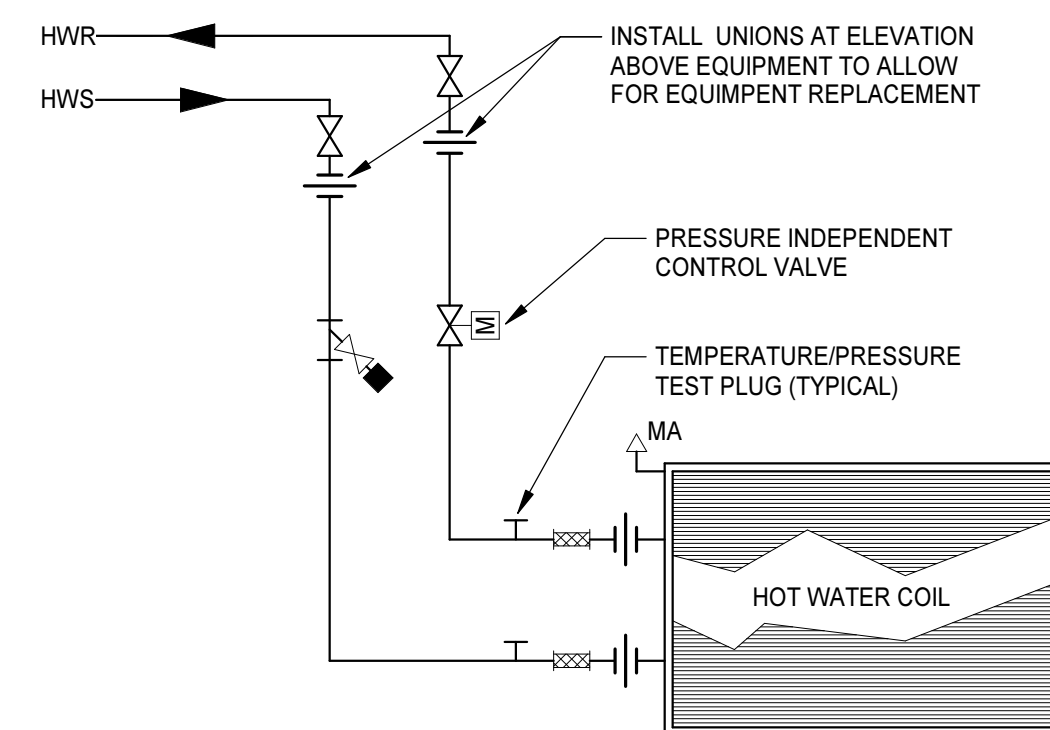 HWR
HWS
INSTALL UNIONS AT ELEVATION
ABOVE EQUIPMENT TO ALLOW
FOR EQUIMPENT REPLACEMENT
PRESSURE INDEPENDENT
CONTROL VALVE
M
TEMPERATURE/PRESSURE
TEST PLUG (TYPICAL)
MA
HOT WATER COIL